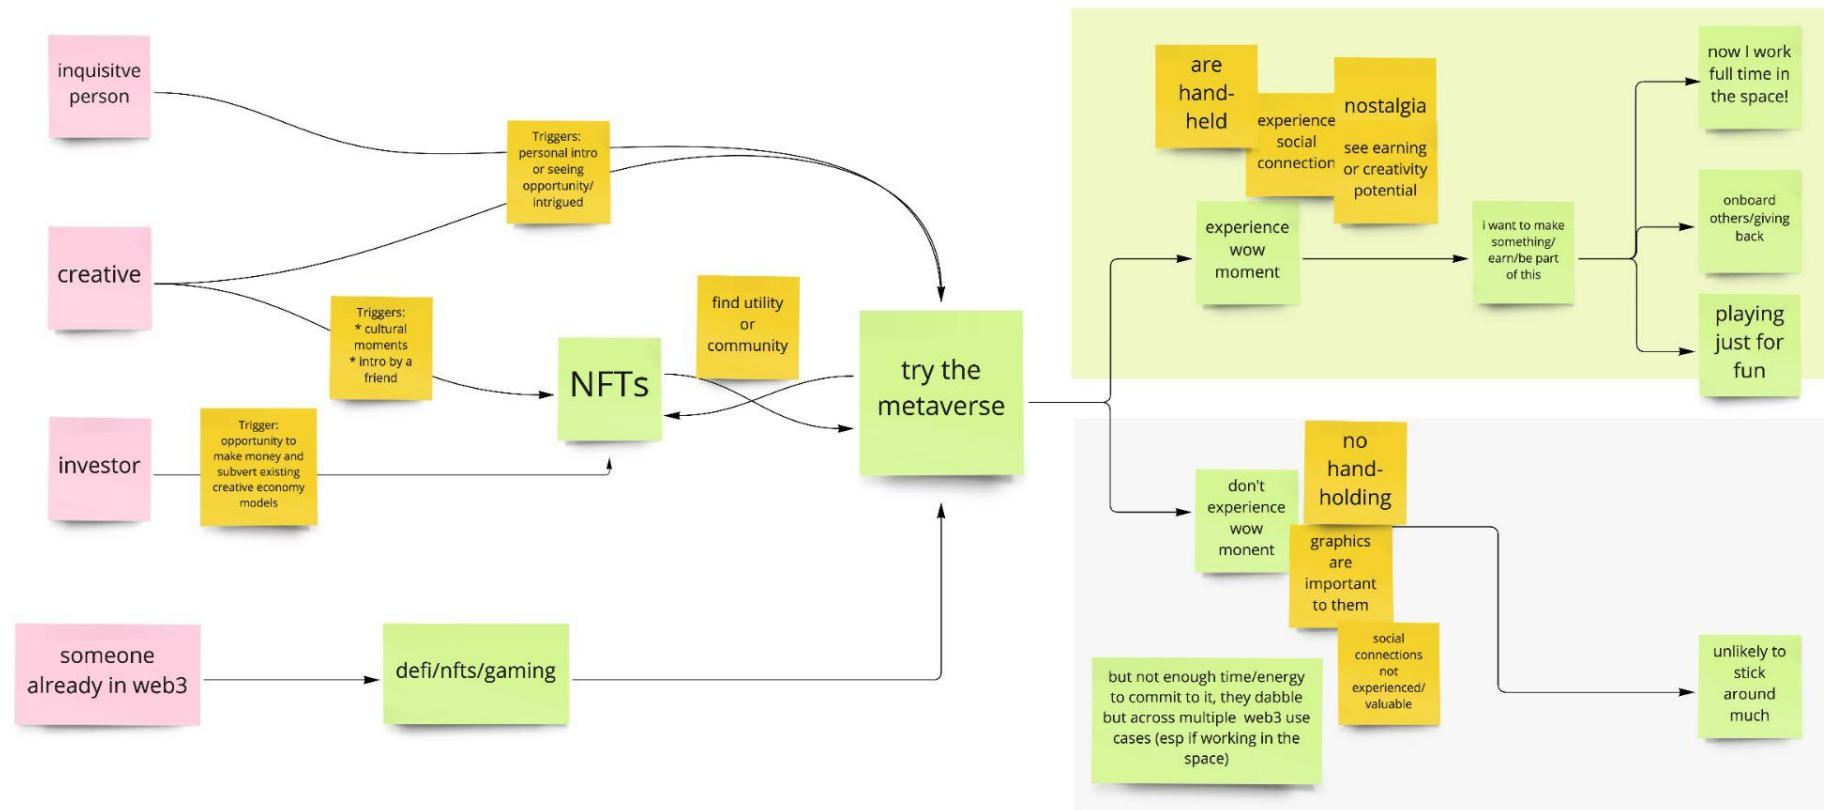 inquisitve
person
Triggers:
personal intro
or seeing
opportunity/
intrigued
creative
Triggers:
* cultural
moments
* intro by a
friend
investor
Trigger:
opportunity to
make money and
subvert existing
creative economy
models
NFTs
find utility
or
community
try the
metaverse
someone
already in web3
defi/nfts/gaming
are
hand-
held
experience
social
connection
nostalgia
see earning
or creativity
potential
experience
wow
moment
i want to make
something/
earn/be part
of this
now I work
full time in
the space!
onboard
others/giving
back
playing
just for
fun
don't
experience
wow
monent
no
hand-
holding
graphics
are
important
to them
social
connections
not
experienced/
valuable
but not enough time/energy
to commit to it, they dabble
but across multiple web3 use
cases (esp if working in the
space)
unlikely to
stick
around
much